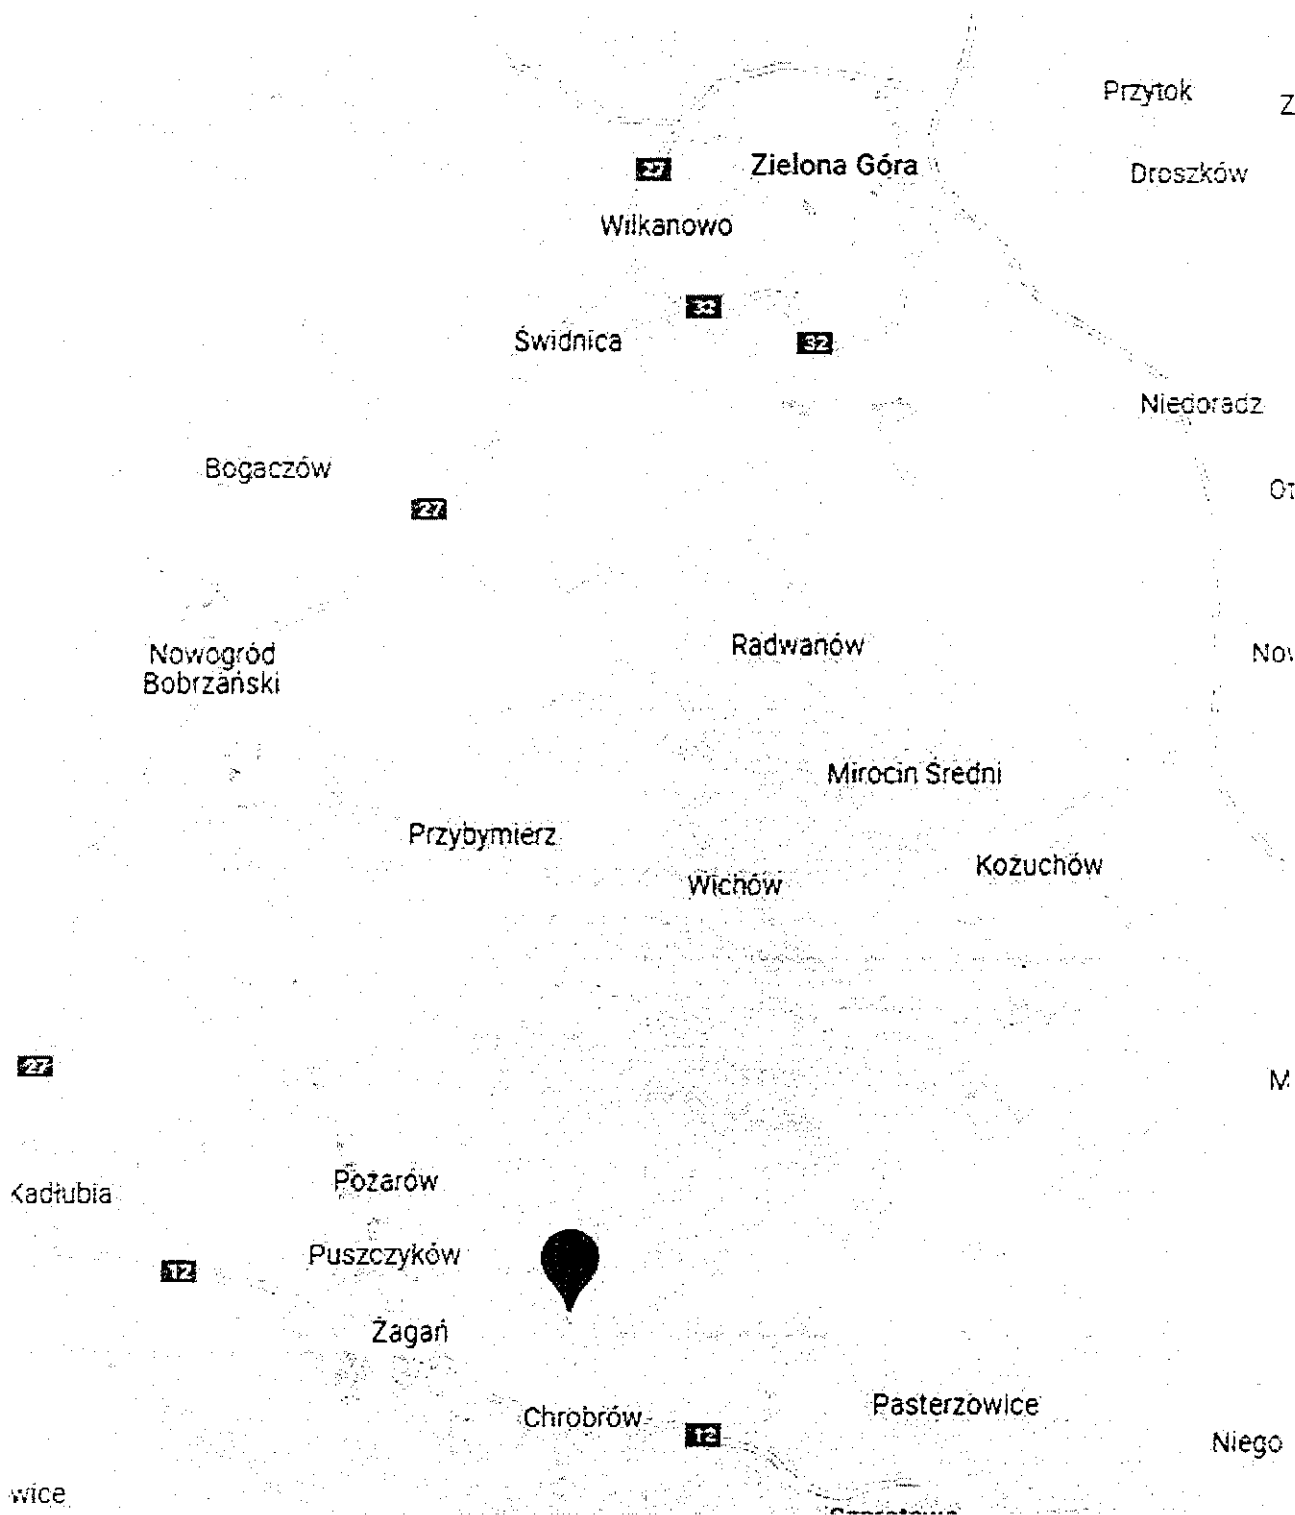 Przytok
27
Zielona Góra
Droszków
Wilkanowo
32
Świdnica
32
Niedoradz
Bogaczów
27
Nowogród
Bobrzański
Radwanów
Mirocin Średni
Przybymierz
Kożuchów
Wichów
27
Pożarów
Kadłubia
Puszczyków
12
Żagań
Pasterzowice
Chrobrów
12
Niego
wice